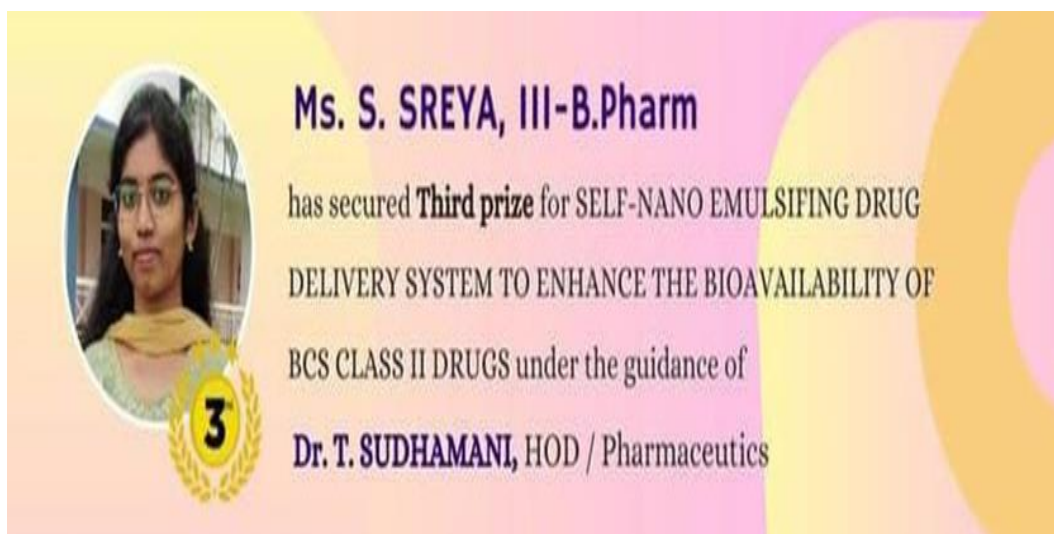 Ms. S. SREYA, III-B.Pharm
has secured Third prize for SELF-NANO EMULSIFING DRUG
DELIVERY SYSTEM TO ENHANCE THE BIOAVAILABILITY OF
BCS CLASS II DRUGS under the guidance of
3
Dr. T. SUDHAMANI, HOD / Pharmaceutics